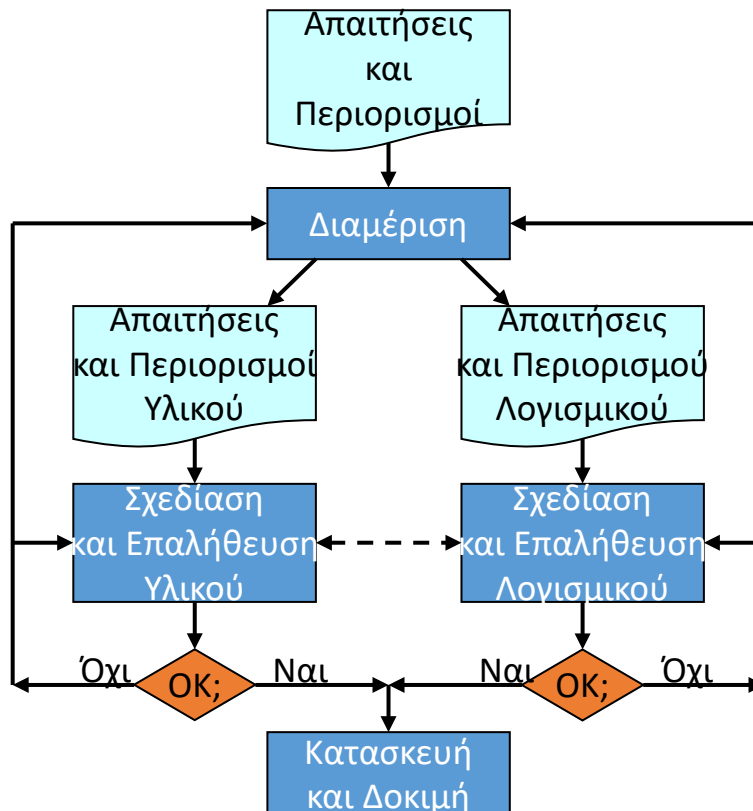 Απαιτήσεις
και
Περιορισμοί
Διαμέριση
Απαιτήσεις
και Περιορισμοί
Υλικού
Απαιτήσεις
και Περιορισμού
Λογισμικού
Σχεδίαση
και Επαλήθευση
Υλικού
Σχεδίαση
και Επαλήθευση
Λογισμικού
Όχι
ΟΚ;
Ναι
Ναι
ΟΚ;
Όχι
Κατασκευή
και Δοκιμή